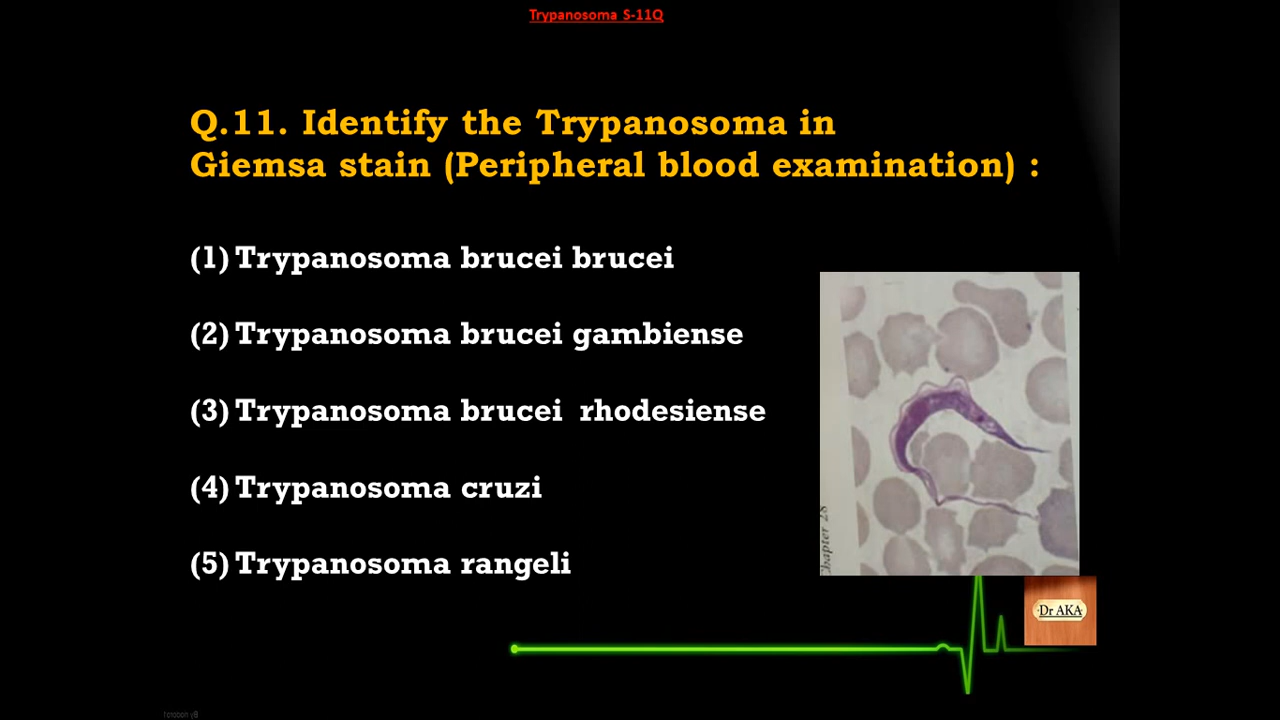 Trypanosoma S-11Q
Q.11. Identify the Trypanosoma in
Giemsa stain (Peripheral blood examination) :
(1) Trypanosoma brucei brucei
(2) Trypanosoma brucei gambiense
(3) Trypanosoma brucei rhodesiense
(4) Trypanosoma cruzi
(5) Trypanosoma rangeli
28
Dr AKA